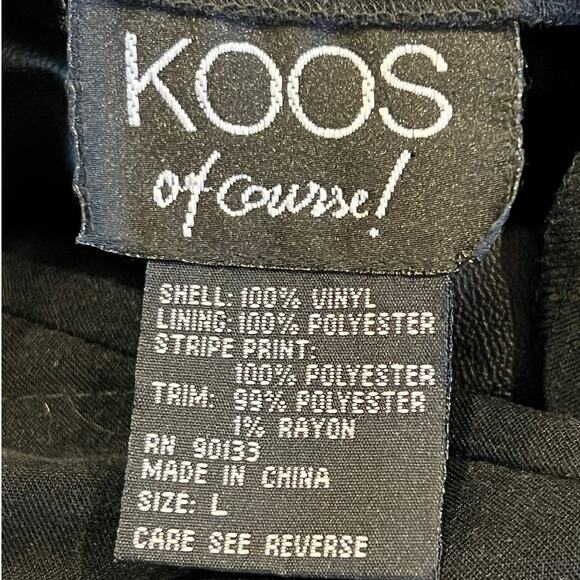 KOOS
of course!
SHELL: 100% VINYL
LINING: 100% POLYESTER
STRIPE PRINT:
100% POLYESTER
TRIM: 99% POLYESTER
1% RAYON
RN 90133
MADE IN CHINA
SIZE: L
CARE SEE REVERSE